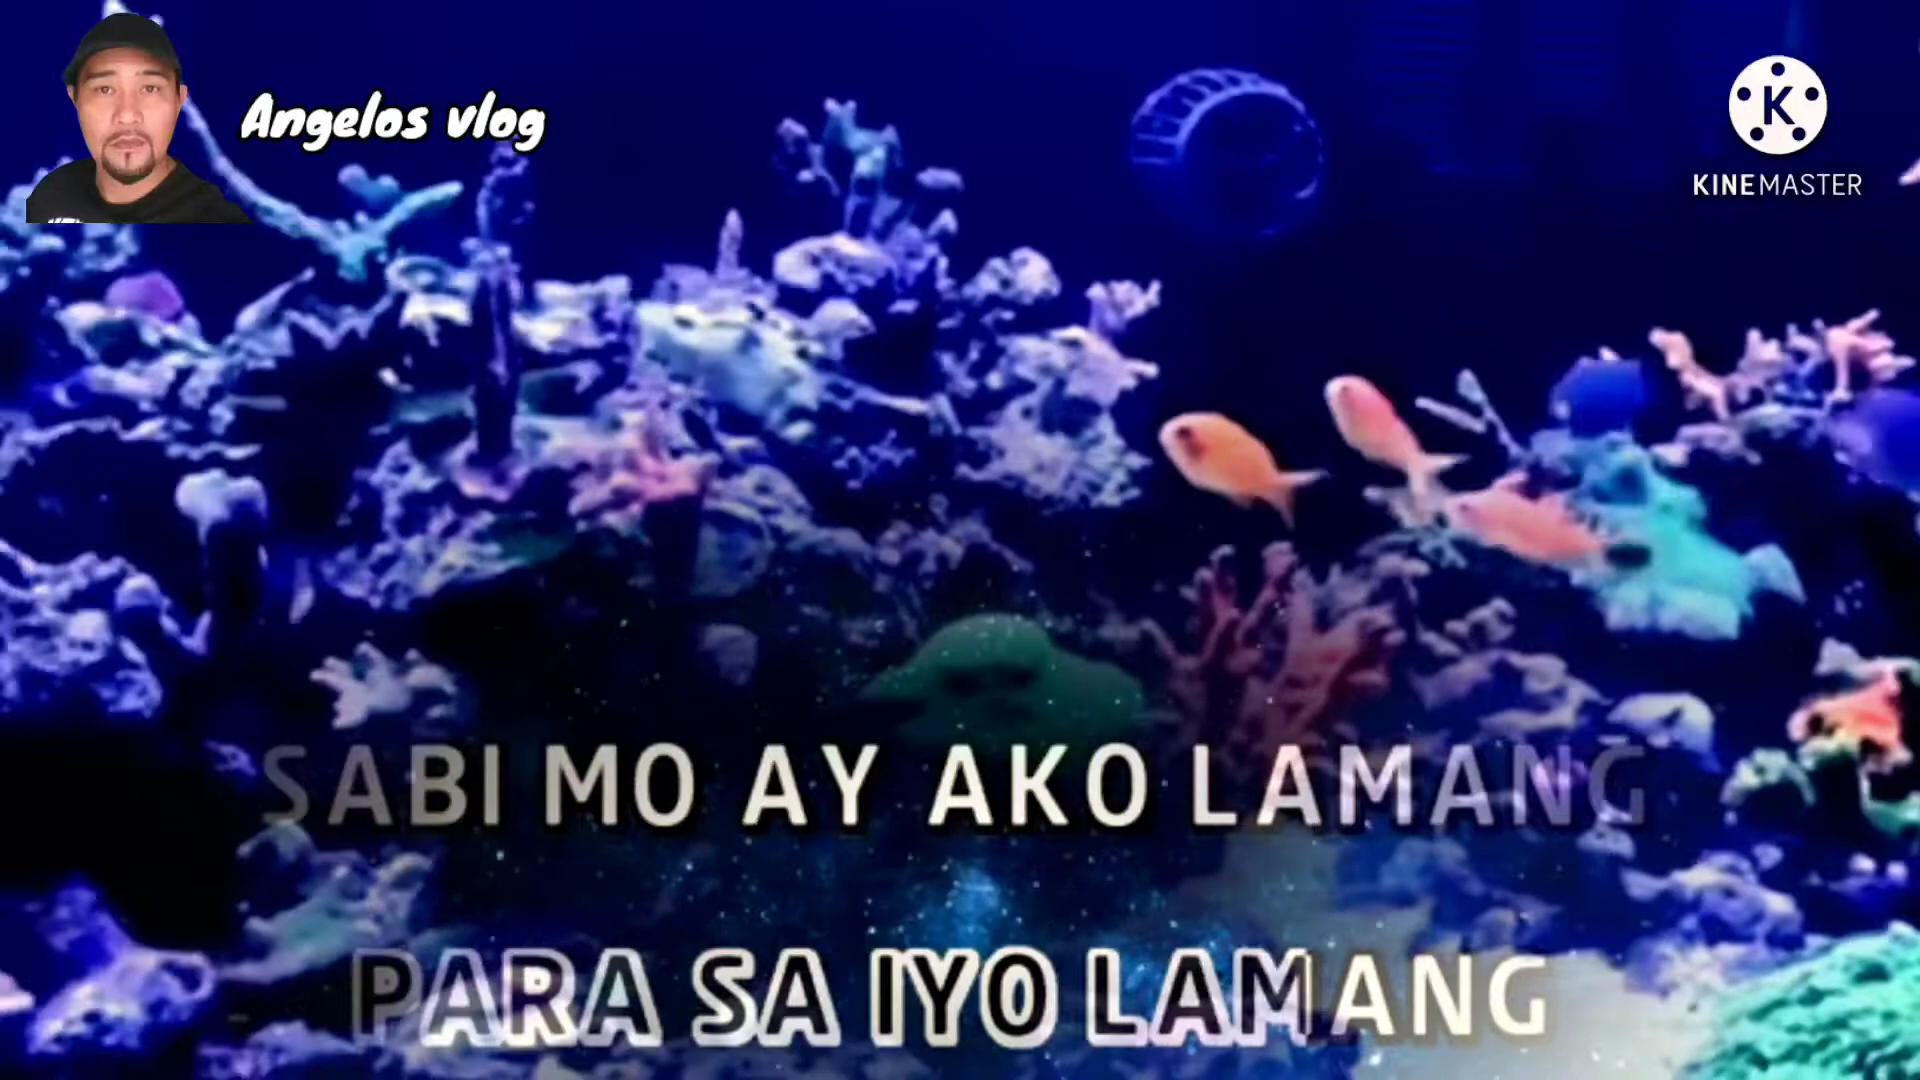 Angelos vlog
K
KINEMASTER
SABI MO AY AKO LAMANG
PARA SA IYO LAMANG